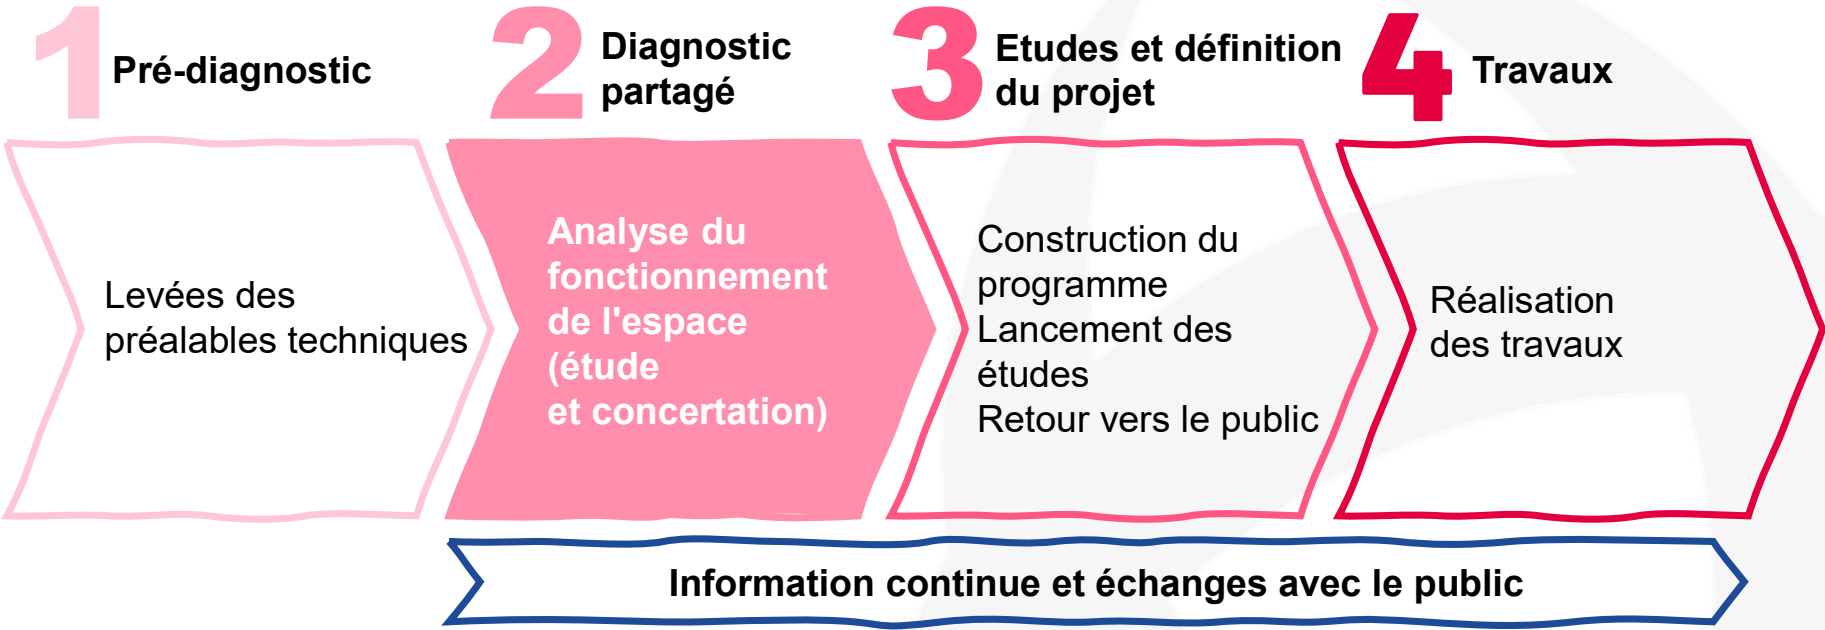 1
Pré-diagnostic
2
Diagnostic
partagé
3
Etudes et définition
du projet
4
Travaux
Levées des
préalables techniques
Analyse du
fonctionnement
de l'espace
(étude
et concertation)
Construction du
programme
Lancement des
études
Retour vers le public
Réalisation
des travaux
Information continue et échanges avec le public